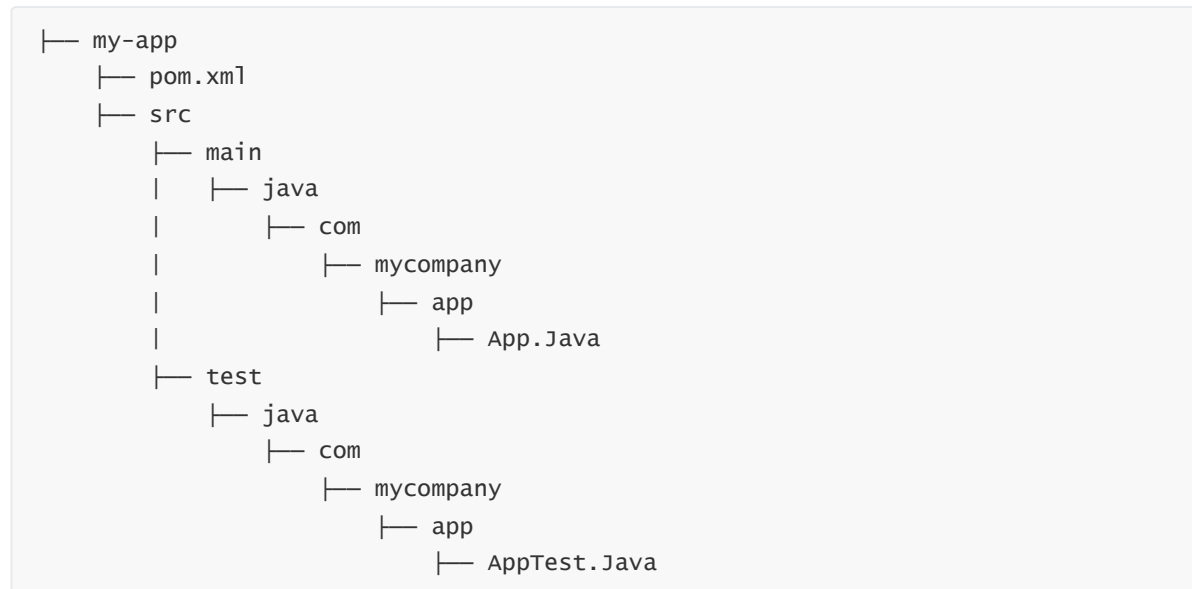 ├── my-app
    ├── pom.xml
    ├── src
        ├── main
        |   ├── java
        |       ├── com
        |           ├── mycompany
        |               ├── app
        |                   ├── App.Java
        ├── test
            ├── java
                ├── com
                    ├── mycompany
                        ├── app
                            ├── AppTest.Java